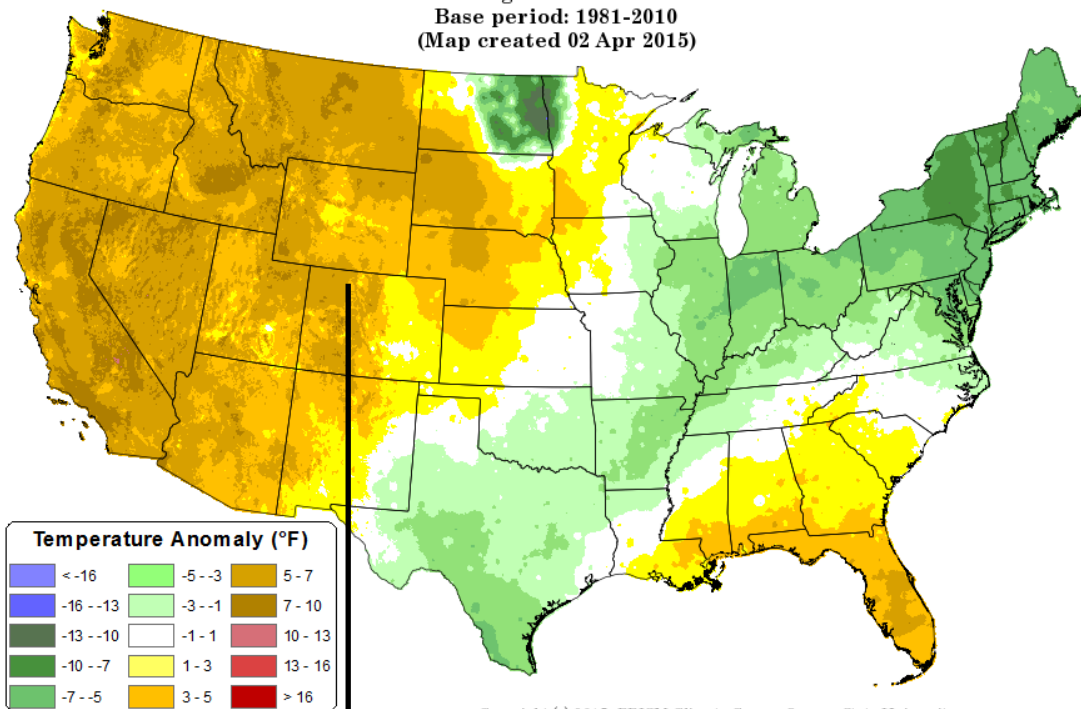 Base period: 1981-2010
(Map created 02 Apr 2015)
Temperature Anomaly (°F)
< -16
-16 - -13
-13 - -10
-10 - -7
-7 - -5
-5 - -3
-3 - -1
-1 - 1
1 - 3
3 - 5
5 - 7
7 - 10
10 - 13
13 - 16
> 16